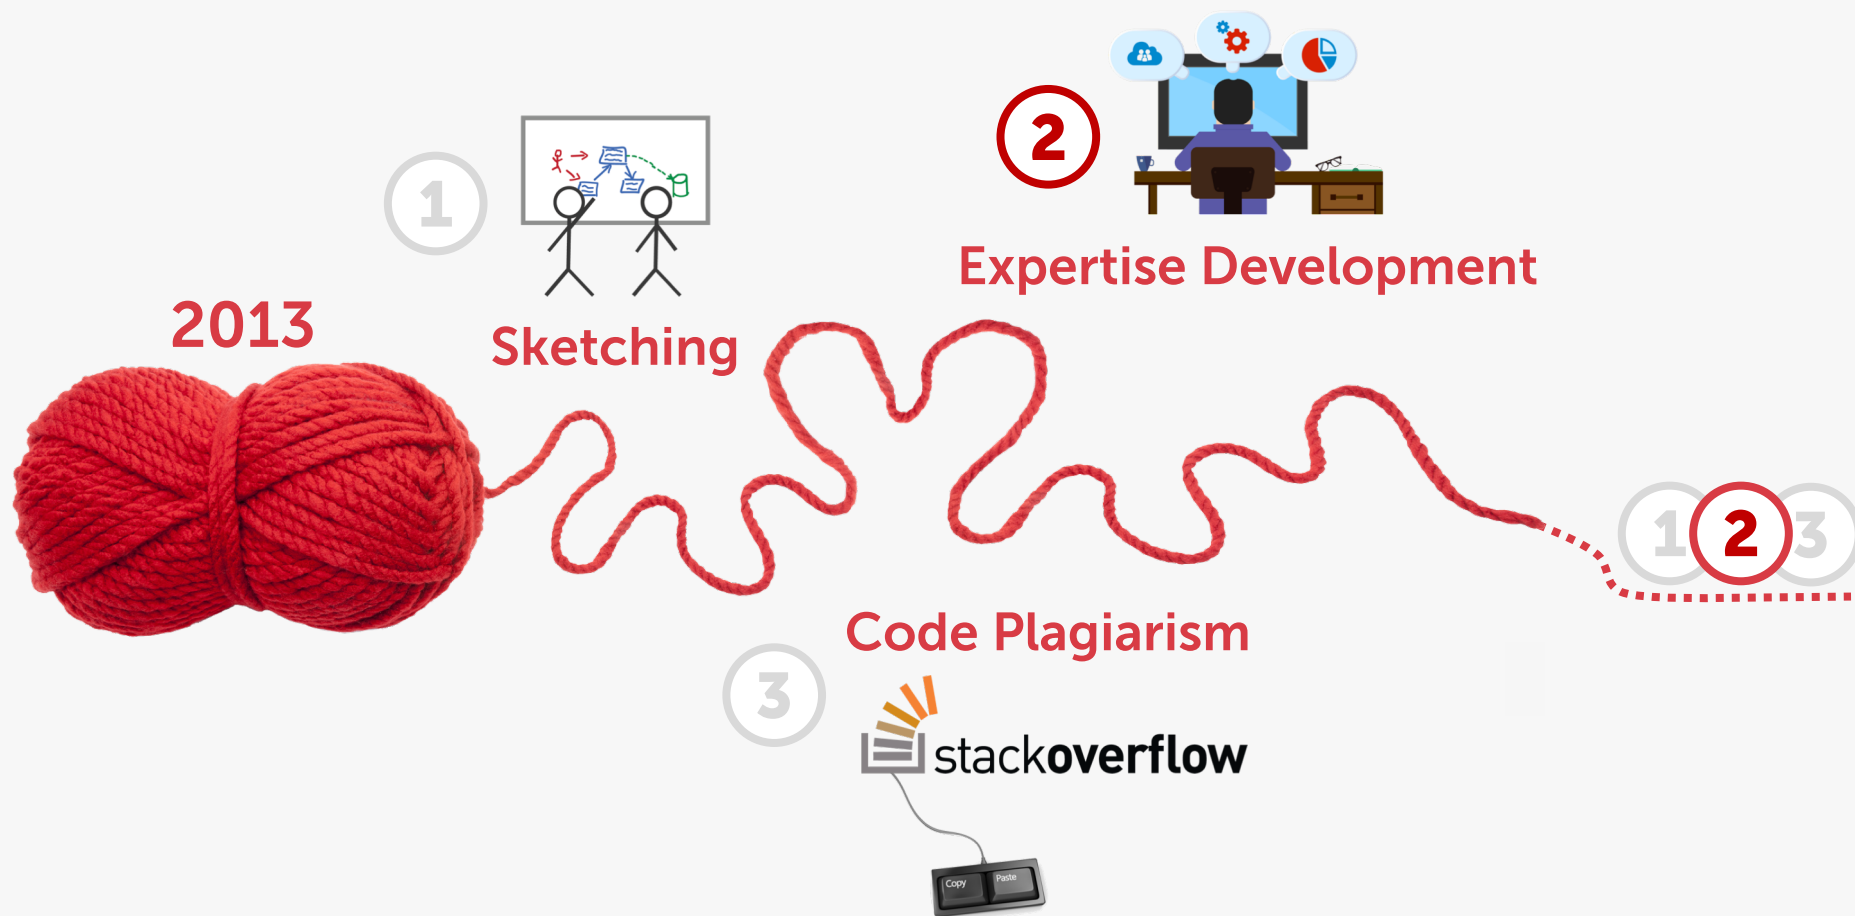 2
1
Expertise Development
2013
Sketching
1 2 3
Code Plagiarism
3
stackoverflow
Copy Paste